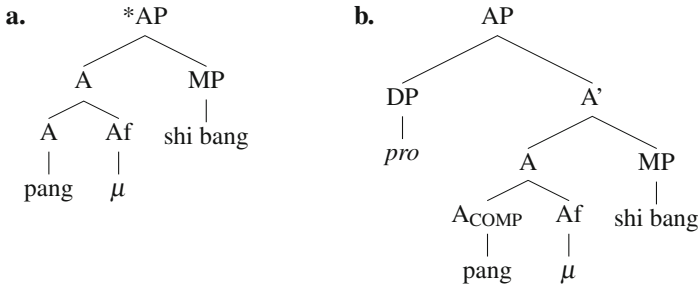 a. *AP b. AP
A MP DP A’
A Af shi bang pro A MP
pang μ A_COMP Af shi bang
pang μ